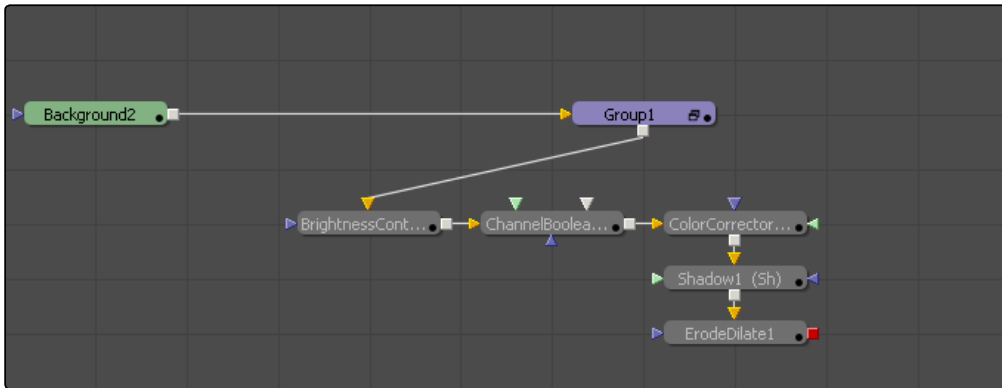 Background2
Group1
BrightnessCont...
ChannelBoolea...
ColorCorrector...
Shadow1 (Sh)
ErodeDilate1